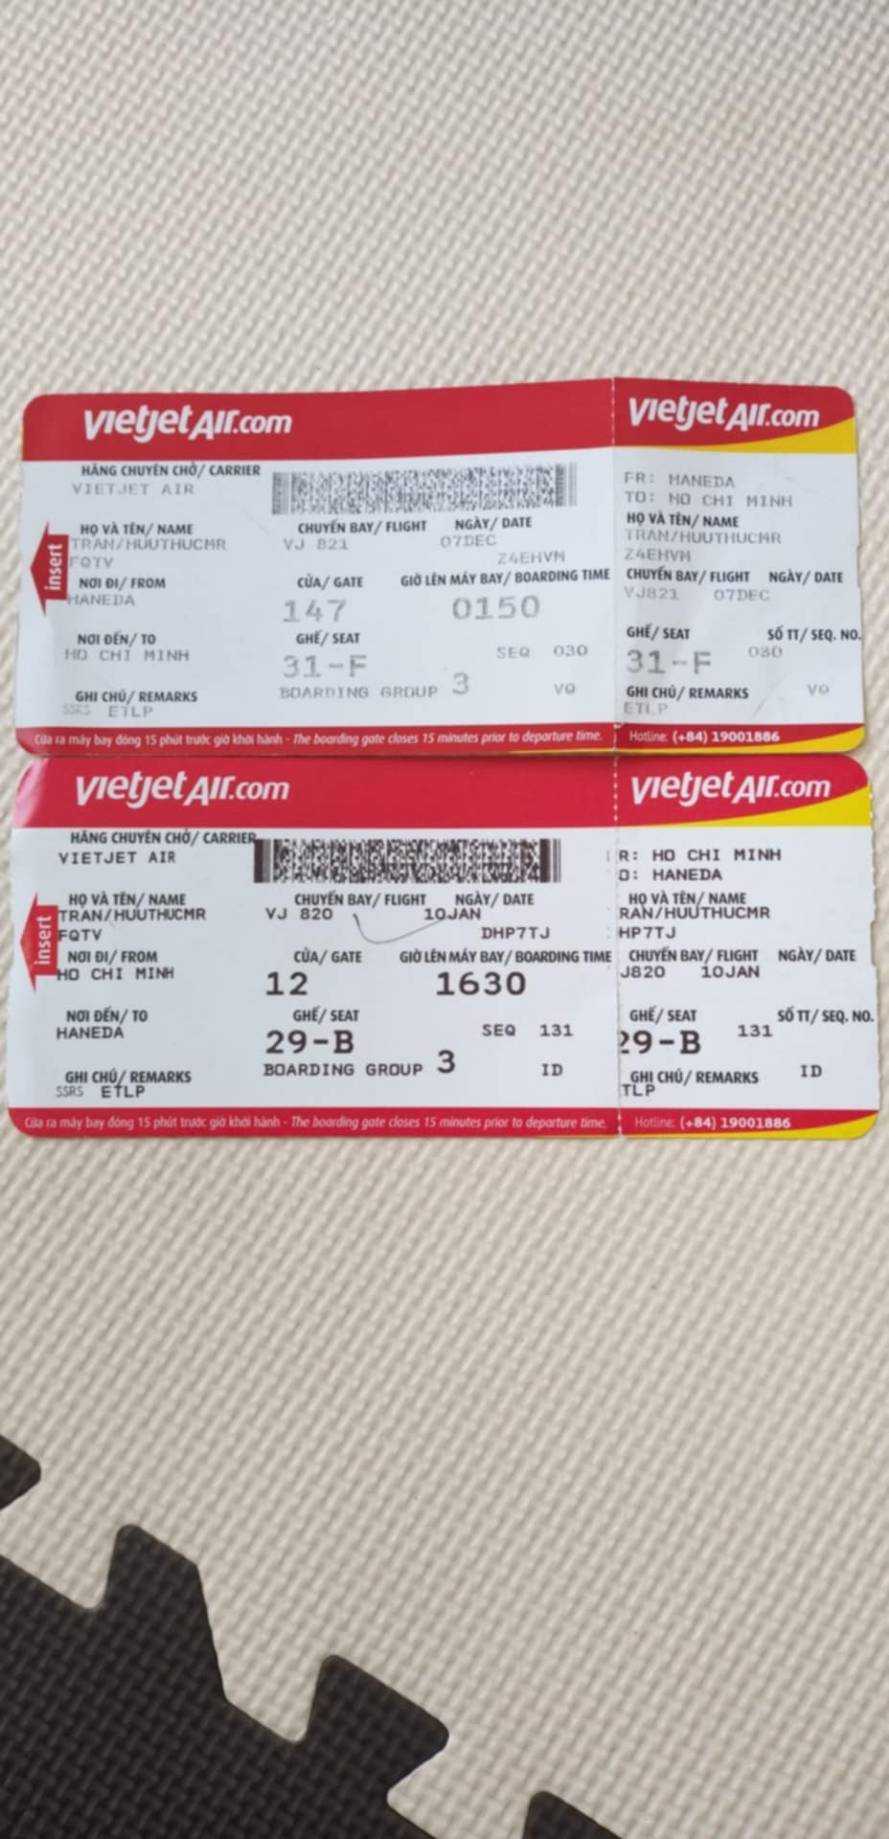 vietjetAir.com
HÃNG CHUYÊN CHỞ/ CARRIER
VIETJET AIR
HỌ VÀ TÊN/ NAME
TRAN/HUUTHUCMR
FQTV
CHUYẾN BAY/ FLIGHT NGÀY/ DATE
VJ 821 07DEC
Z4EHVM
NƠI ĐI/ FROM
HANEDA
CỬA/ GATE GIỜ LÊN MÁY BAY/ BOARDING TIME
147 0150
NƠI ĐẾN/ TO
HO CHI MINH
GHẾ/ SEAT
31-F SEQ 030
GHI CHÚ/ REMARKS
SSRS ETLP
BOARDING GROUP 3 VQ
insert
Cửa ra máy bay đóng 15 phút trước giờ khởi hành - The boarding gate closes 15 minutes prior to departure time.
vietjetAir.com
FR: HANEDA
TO: HO CHI MINH
HỌ VÀ TÊN/ NAME
TRAN/HUUTHUCMR
Z4EHVM
CHUYẾN BAY/ FLIGHT NGÀY/ DATE
VJ821 07DEC
GHẾ/ SEAT SỐ TT/ SEQ. NO.
31-F 030
GHI CHÚ/ REMARKS VQ
ETLP
Hotline: (+84) 19001886
vietjetAir.com
HÃNG CHUYÊN CHỞ/ CARRIER
VIETJET AIR
HỌ VÀ TÊN/ NAME
TRAN/HUUTHUCMR
FQTV
CHUYẾN BAY/ FLIGHT NGÀY/ DATE
VJ 820 10JAN
DHP7TJ
NƠI ĐI/ FROM
HO CHI MINH
CỬA/ GATE GIỜ LÊN MÁY BAY/ BOARDING TIME
12 1630
NƠI ĐẾN/ TO
HANEDA
GHẾ/ SEAT
29-B SEQ 131
GHI CHÚ/ REMARKS
SSRS ETLP
BOARDING GROUP 3 ID
insert
Cửa ra máy bay đóng 15 phút trước giờ khởi hành - The boarding gate closes 15 minutes prior to departure time.
vietjetAir.com
R: HO CHI MINH
O: HANEDA
HỌ VÀ TÊN/ NAME
RAN/HUUTHUCMR
HP7TJ
CHUYẾN BAY/ FLIGHT NGÀY/ DATE
J820 10JAN
GHẾ/ SEAT SỐ TT/ SEQ. NO.
29-B 131
GHI CHÚ/ REMARKS ID
TLP
Hotline: (+84) 19001886